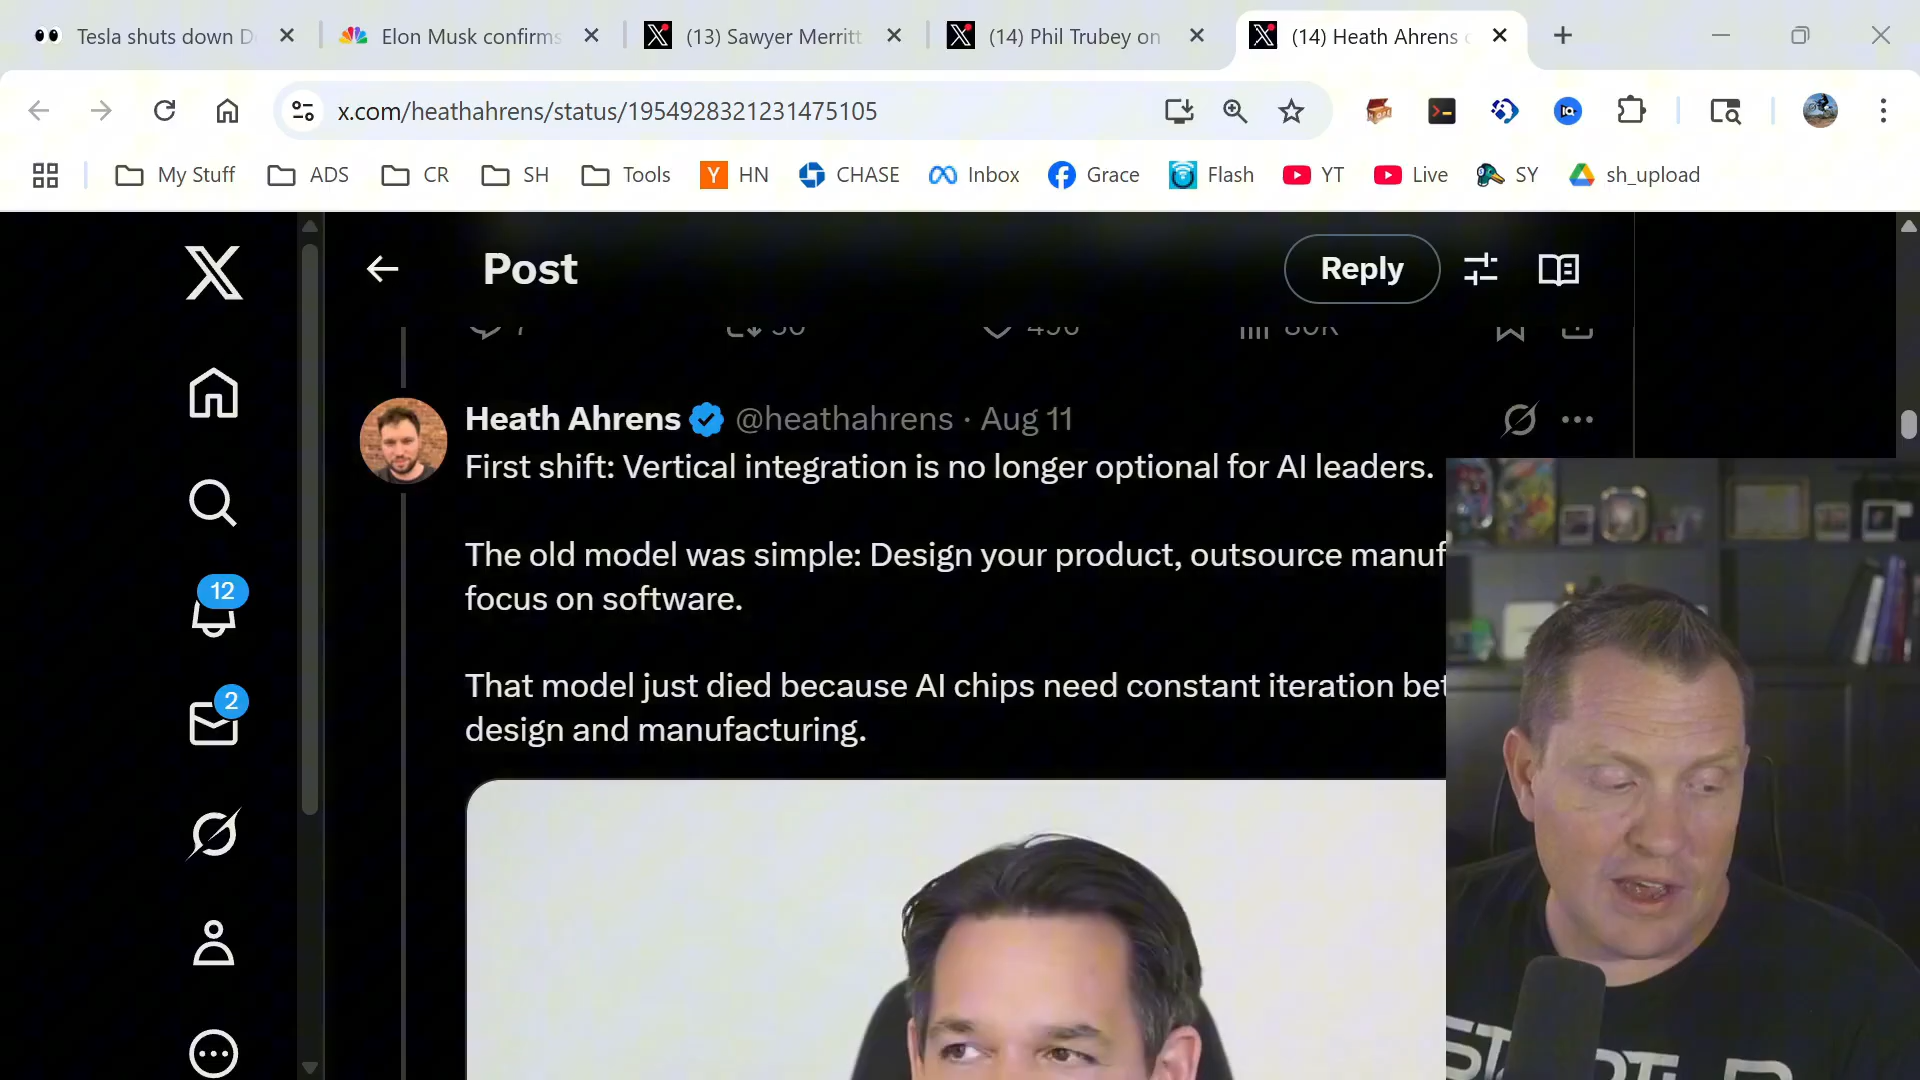 Tesla shuts down D
Elon Musk confirms
(13) Sawyer Merritt
(14) Phil Trubey on
(14) Heath Ahrens
x.com/heathahrens/status/1954928321231475105
My Stuff
ADS
CR
SH
Tools
HN
CHASE
Inbox
Grace
Flash
YT
Live
SY
sh_upload
Post
Reply
12
2
Heath Ahrens @heathahrens · Aug 11
First shift: Vertical integration is no longer optional for AI leaders.
The old model was simple: Design your product, outsource manuf
focus on software.
That model just died because AI chips need constant iteration bet
design and manufacturing.